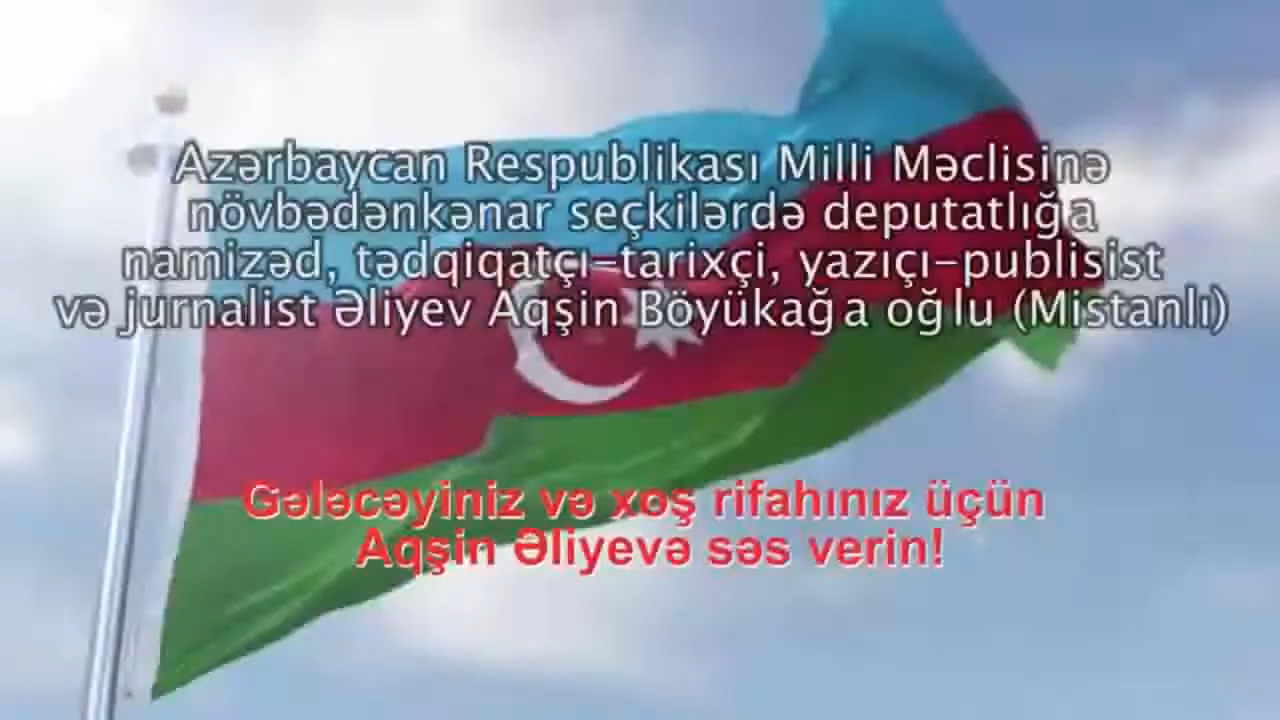 Azərbaycan Respublikası Milli Məclisinə
növbədənkənar seçkilərdə deputatlığa
namizəd, tədqiqatçı-tarixçi, yazıçı-publisist
və jurnalist Əliyev Aqşin Böyükağa oğlu (Mistanlı)
Gələcəyiniz və xoş rifahınız üçün
Aqşin Əliyevə səs verin!